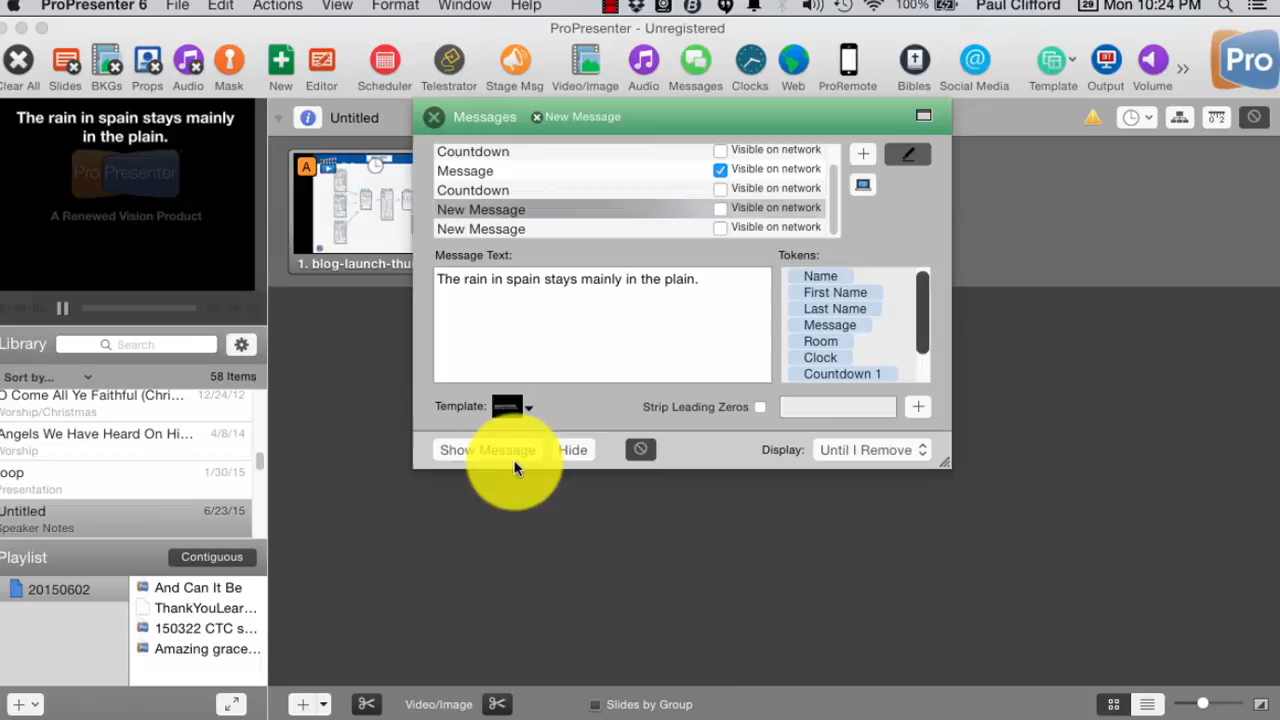 ProPresenter 6 File Edit Actions View Format Window Help 100% Paul Clifford 29 Mon 10:24 PM
ProPresenter - Unregistered
Clear All Slides BKGs Props Audio Mask New Editor Scheduler Telestrator Stage Msg Video/Image Audio Messages Clocks Web ProRemote Bibles Social Media Template Output Volume
Pro
The rain in spain stays mainly
in the plain.
ProPresenter
A Renewed Vision Product
Untitled
A
1. blog-launch-thu
Messages New Message
Countdown Visible on network
Message Visible on network
Countdown Visible on network
New Message Visible on network
New Message Visible on network
Message Text: Tokens:
The rain in spain stays mainly in the plain.
Name
First Name
Last Name
Message
Room
Clock
Countdown 1
Template: Strip Leading Zeros
Show Message Hide Display: Until I Remove
Library Search
Sort by... 58 Items
O Come All Ye Faithful (Chri... 12/24/12
Worship/Christmas
Angels We Have Heard On Hi... 4/8/14
Worship
oop 1/30/15
Presentation
Untitled 6/23/15
Speaker Notes
Playlist Contiguous
20150602
And Can It Be
ThankYouLear...
150322 CTC s...
Amazing grace...
Video/Image Slides by Group